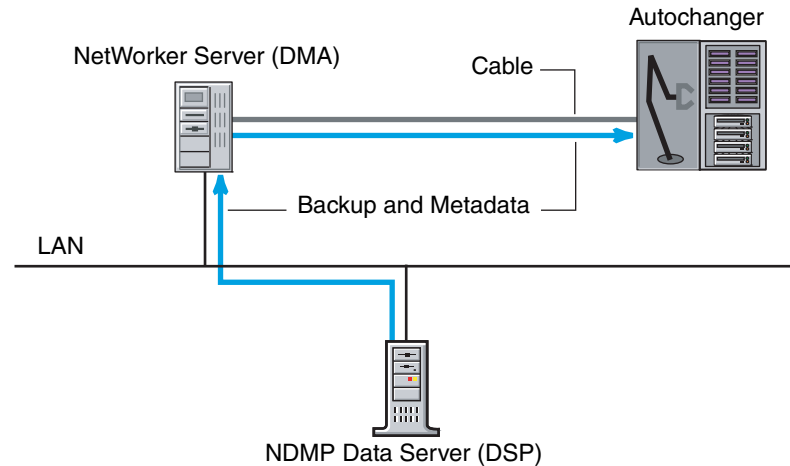 Autochanger
NetWorker Server (DMA)
Cable
Backup and Metadata
LAN
NDMP Data Server (DSP)